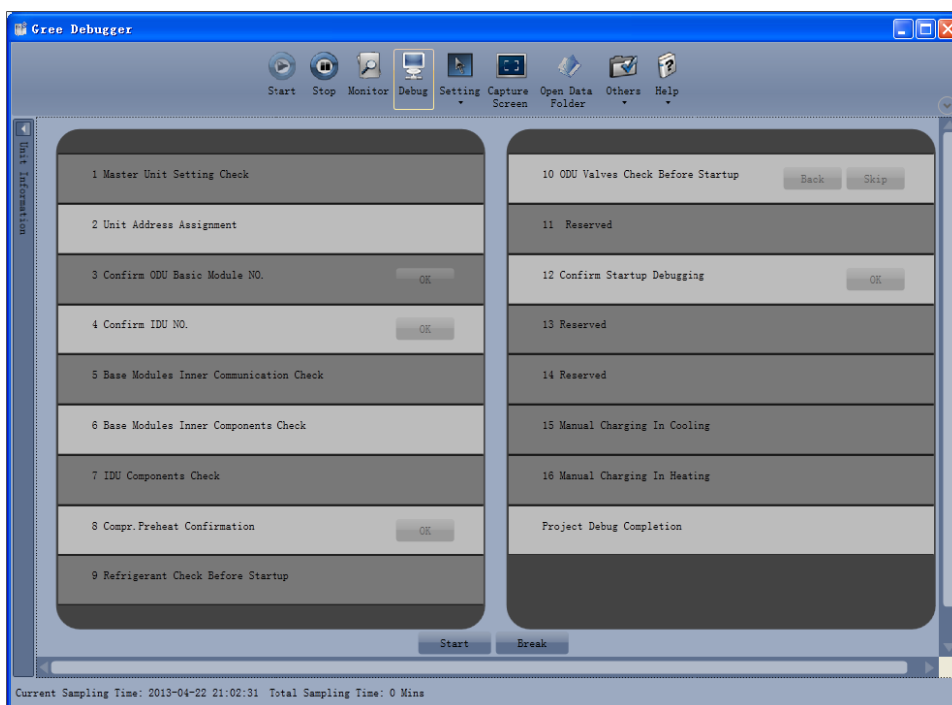 Gree Debugger
Start Stop Monitor Debug Setting Capture Screen Open Data Folder Others Help
Unit Information
1 Master Unit Setting Check
2 Unit Address Assignment
3 Confirm ODU Basic Module NO. OK
4 Confirm IDU NO. OK
5 Base Modules Inner Communication Check
6 Base Modules Inner Components Check
7 IDU Components Check
8 Compr.Preheat Confirmation OK
9 Refrigerant Check Before Startup
10 ODU Valves Check Before Startup Back Skip
11 Reserved
12 Confirm Startup Debugging OK
13 Reserved
14 Reserved
15 Manual Charging In Cooling
16 Manual Charging In Heating
Project Debug Completion
Start Break
Current Sampling Time: 2013-04-22 21:02:31 Total Sampling Time: 0 Mins